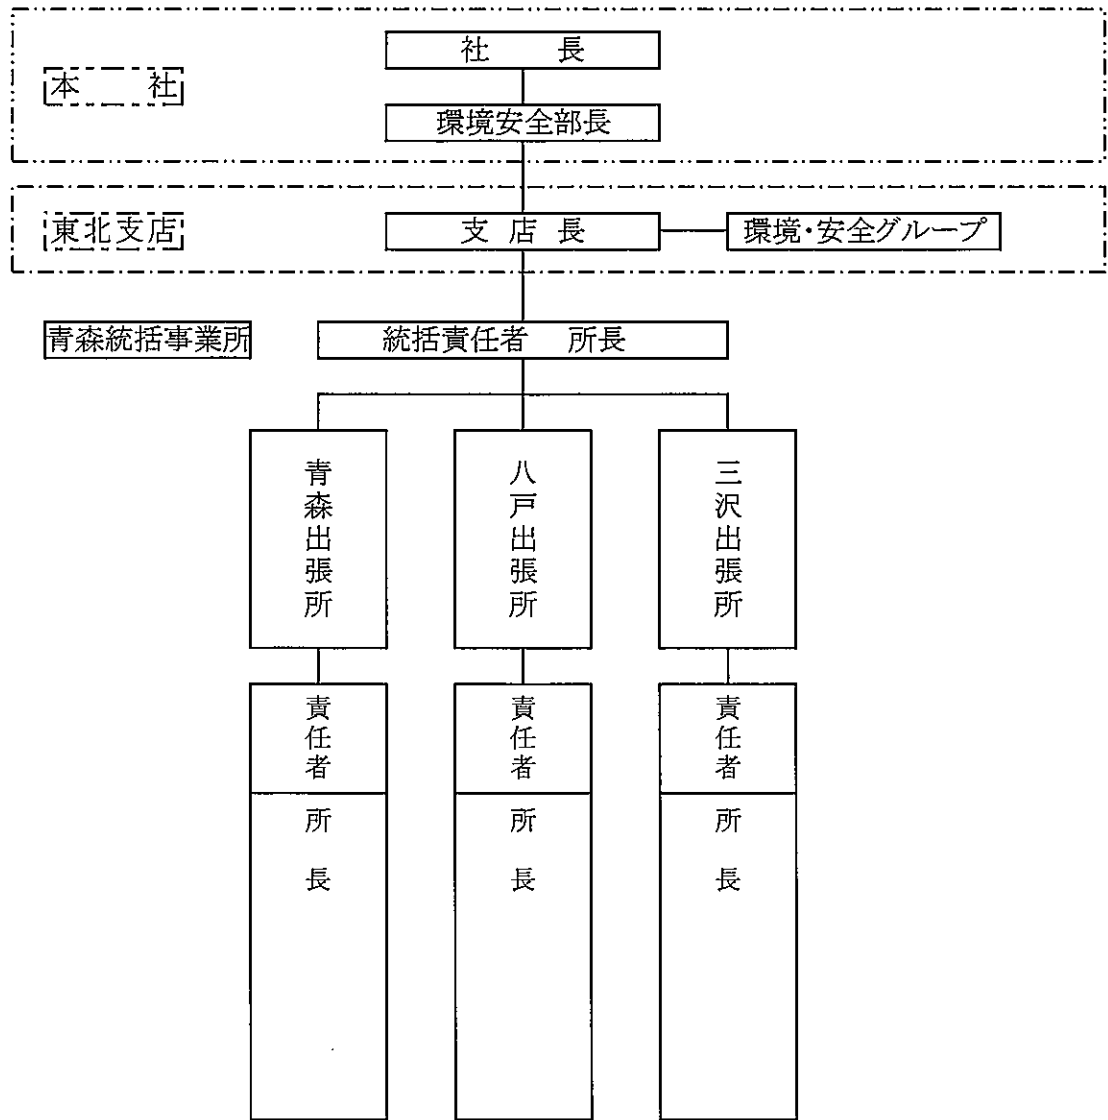 社　長
本　社
環境安全部長
東北支店
支店長
環境・安全グループ
青森統括事業所
統括責任者　所長
青森出張所
八戸出張所
三沢出張所
責任者
責任者
責任者
所長
所長
所長